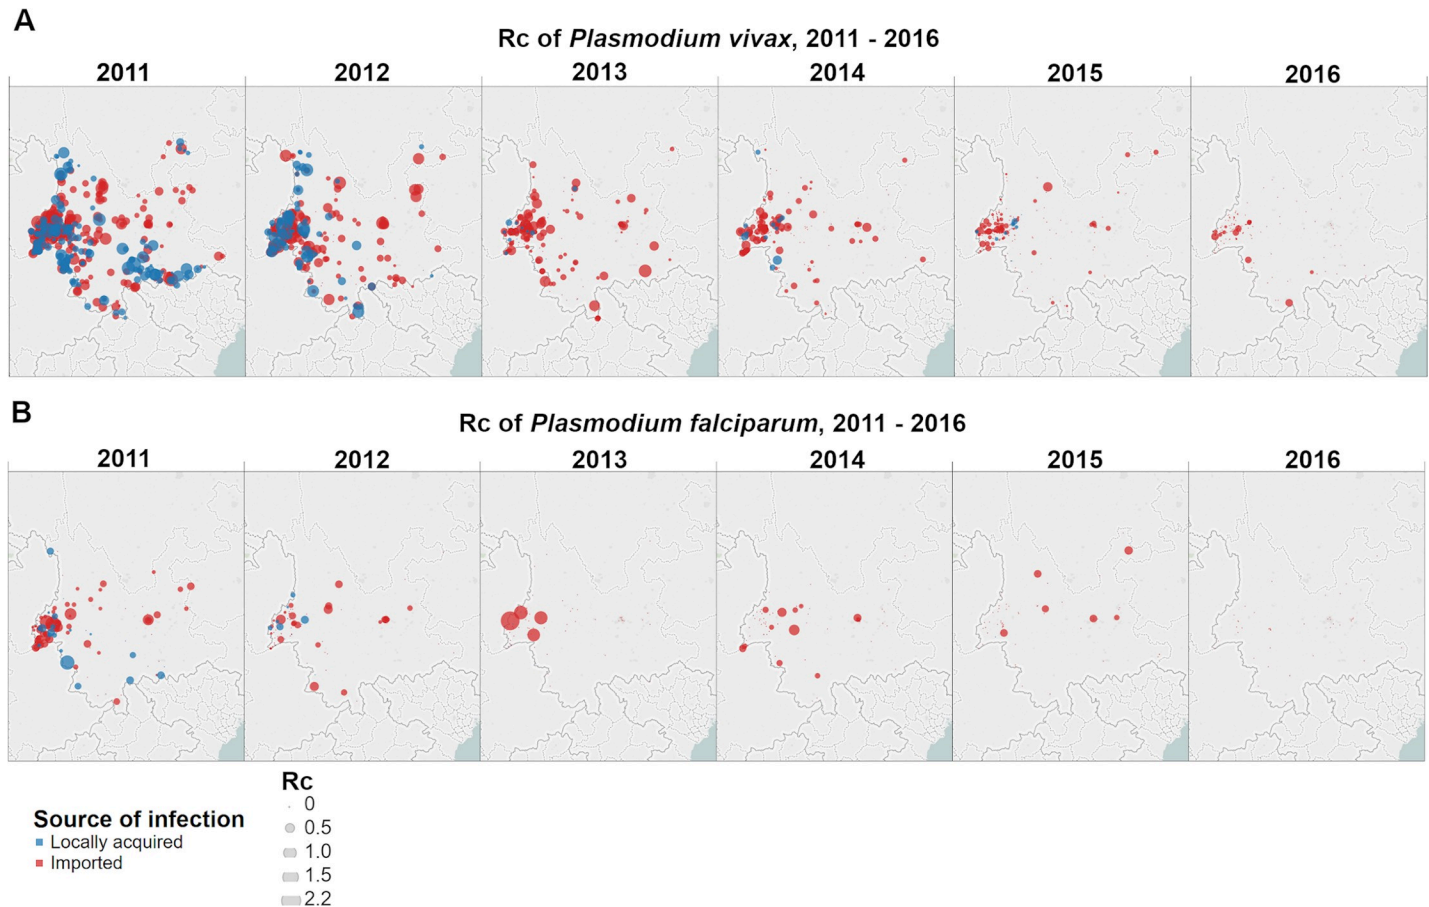 A
Rc of Plasmodium vivax, 2011 - 2016
2011 2012 2013 2014 2015 2016
B
Rc of Plasmodium falciparum, 2011 - 2016
2011 2012 2013 2014 2015 2016
Rc
0
0.5
1.0
1.5
2.2
Source of infection
Locally acquired
Imported